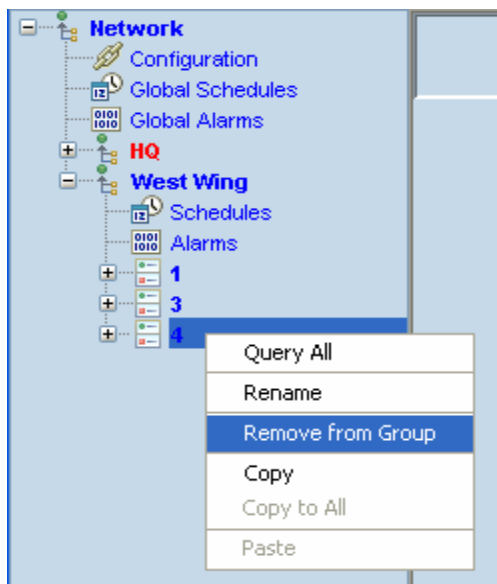 Network
Configuration
Global Schedules
Global Alarms
HQ
West Wing
Schedules
Alarms
1
3
4
Query All
Rename
Remove from Group
Copy
Copy to All
Paste